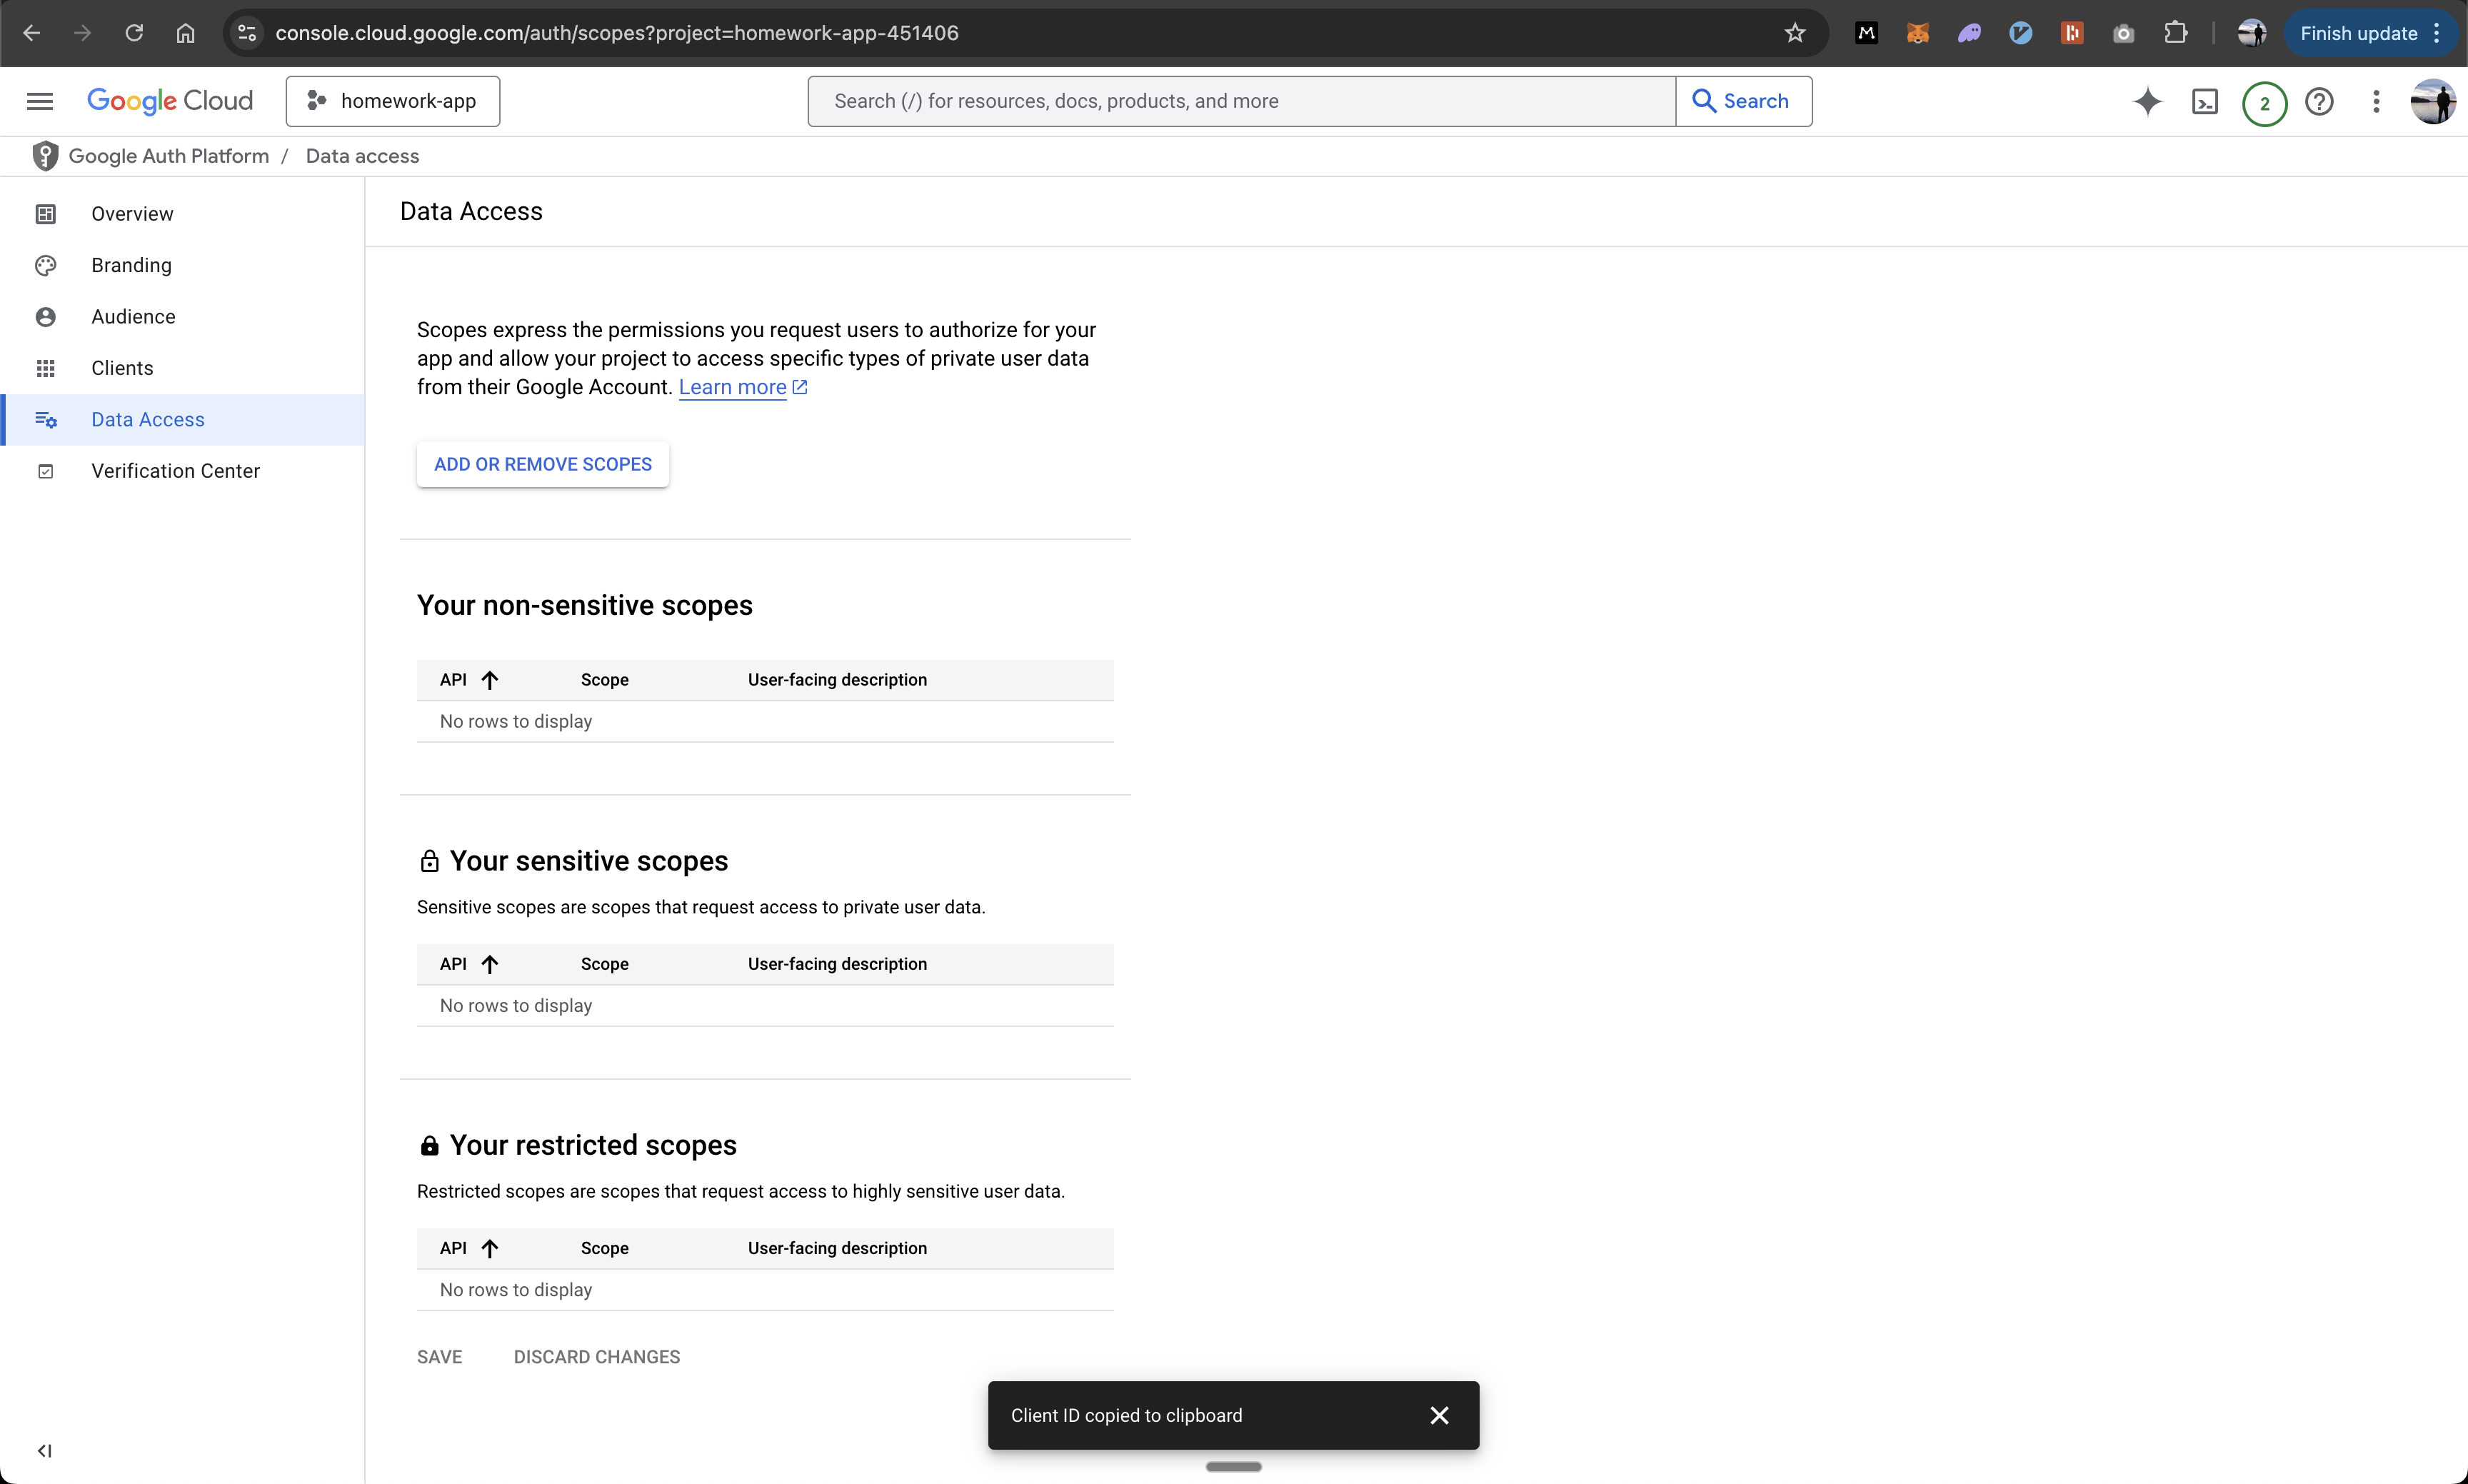 console.cloud.google.com/auth/scopes?project=homework-app-451406
Finish update
Google Cloud
homework-app
Search (/) for resources, docs, products, and more
Search
2
Google Auth Platform / Data access
Overview
Branding
Audience
Clients
Data Access
Verification Center
Data Access
Scopes express the permissions you request users to authorize for your
app and allow your project to access specific types of private user data
from their Google Account. Learn more
ADD OR REMOVE SCOPES
Your non-sensitive scopes
API Scope User-facing description
No rows to display
Your sensitive scopes
Sensitive scopes are scopes that request access to private user data.
API Scope User-facing description
No rows to display
Your restricted scopes
Restricted scopes are scopes that request access to highly sensitive user data.
API Scope User-facing description
No rows to display
SAVE DISCARD CHANGES
Client ID copied to clipboard